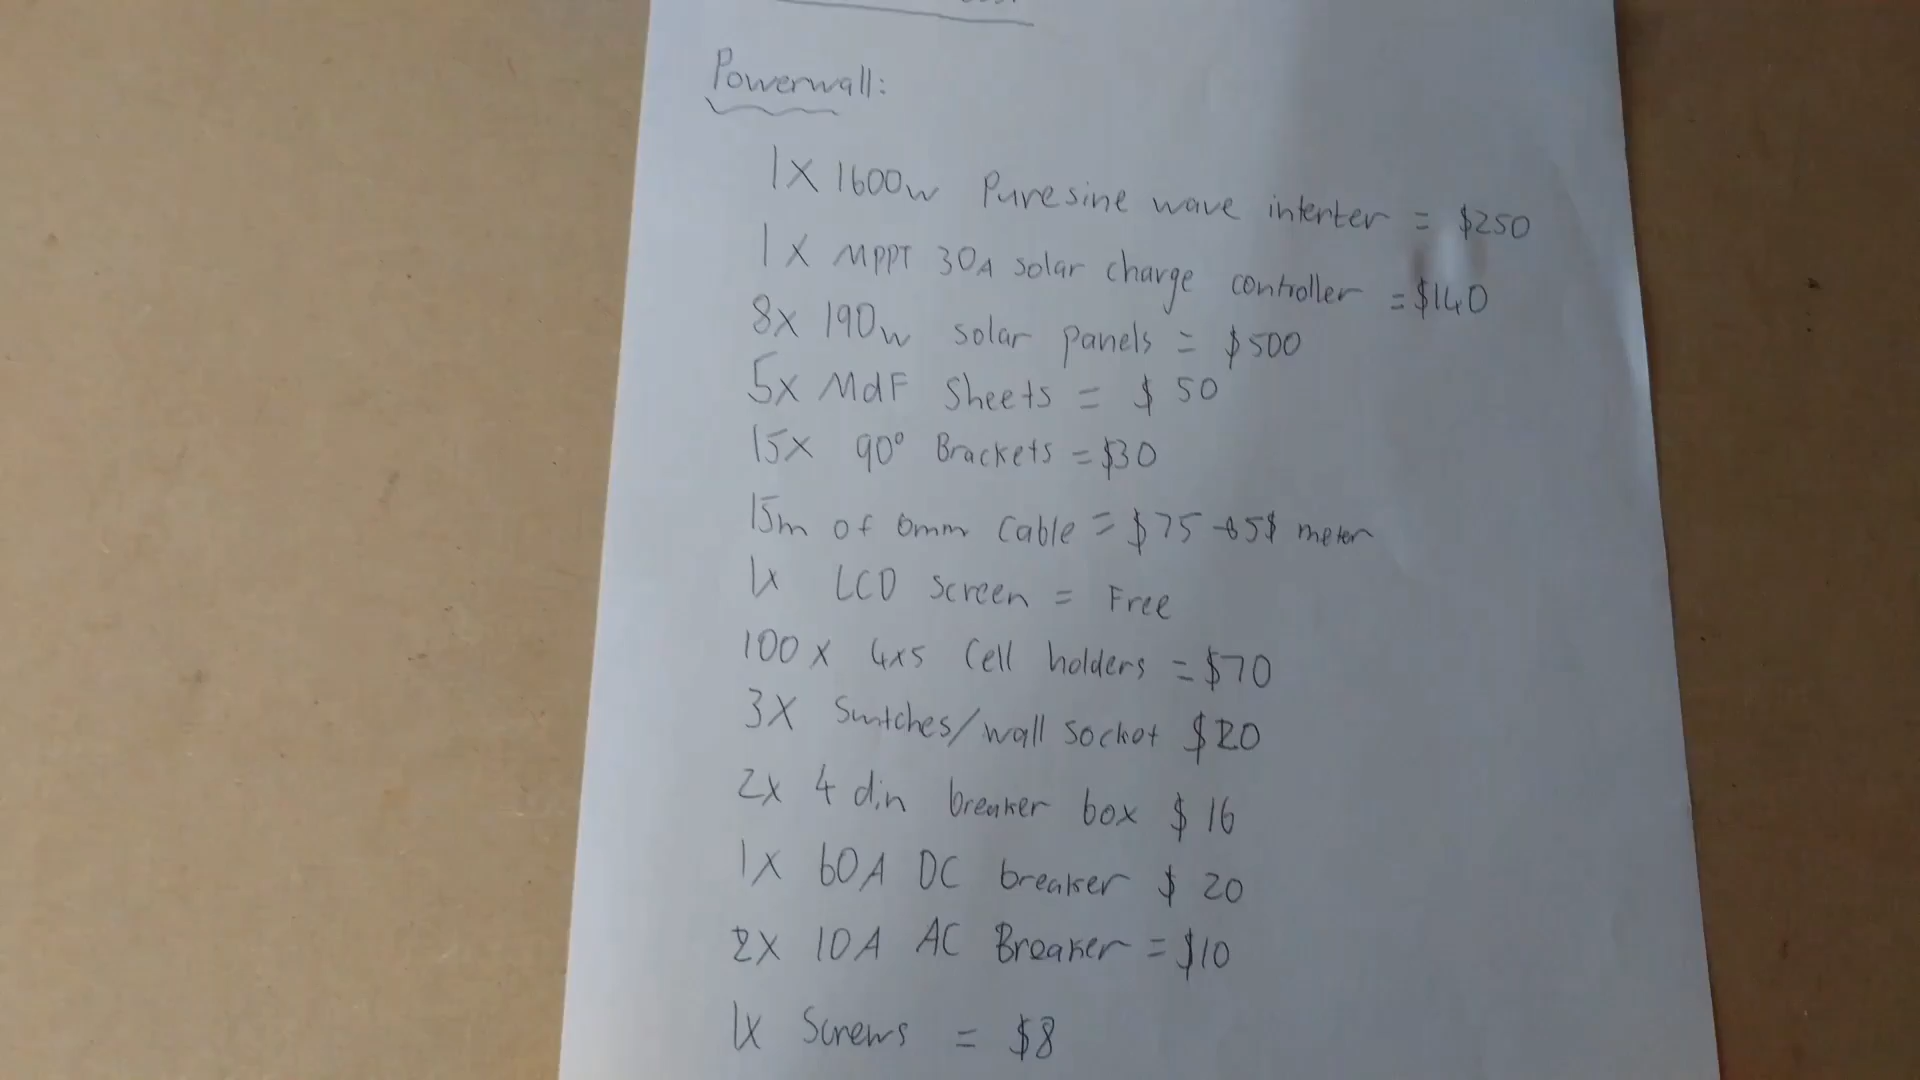 Powerwall:
1X 1600w Puresine wave interter = $250
1X MPPT 30A solar charge controller = $140
8X 190w solar panels = $500
5x MdF Sheets = $50
15x 90° Brackets = $30
15m of 6mm Cable = $75 5$ meter
1x LCD Screen = Free
100 x 4x5 Cell holders = $70
3X Switches/wall socket $20
2x 4 din breaker box $16
1X 60A DC breaker $20
2X 10A AC Breaker = $10
1X Screws = $8